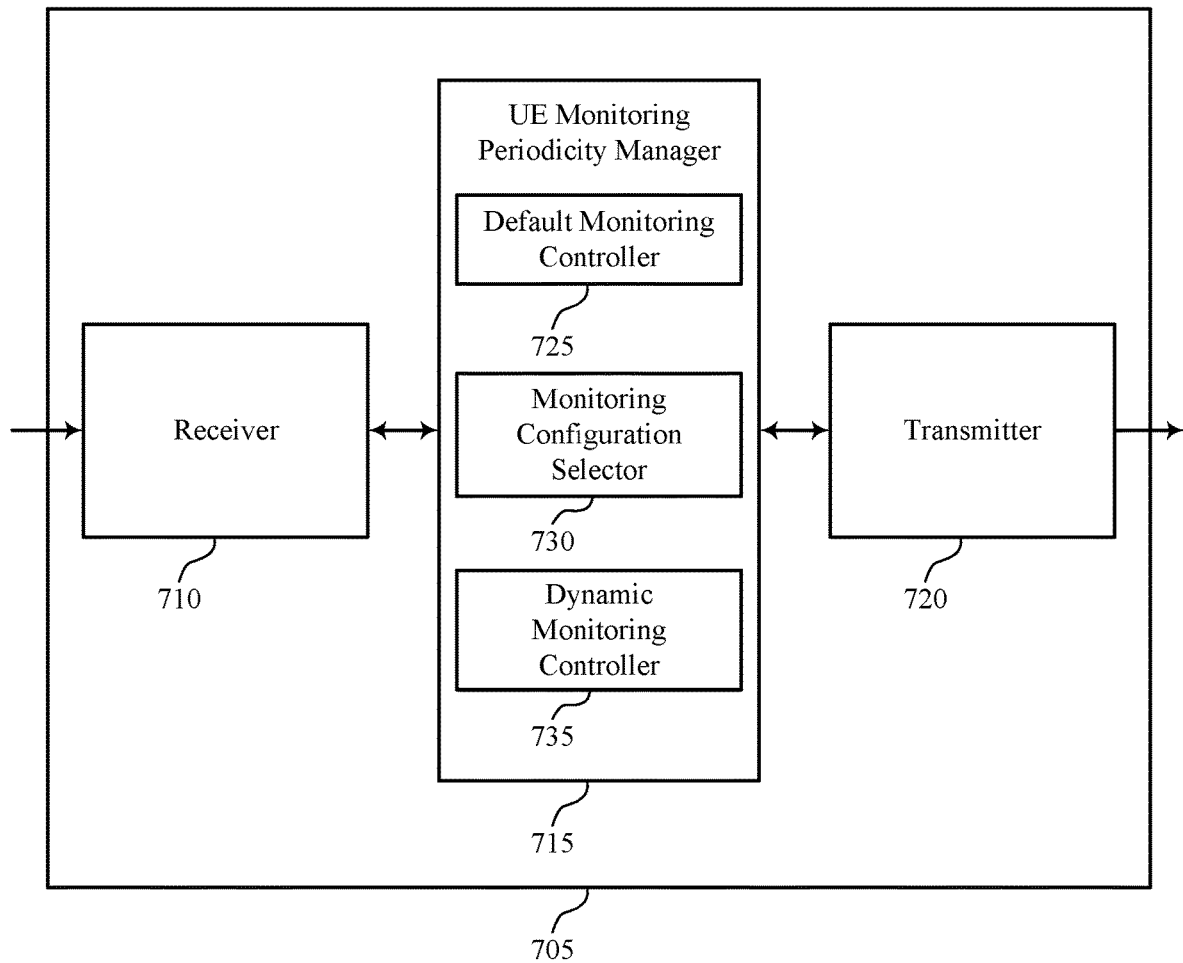 UE Monitoring
Periodicity Manager
Default Monitoring
Controller
725
Receiver
710
Monitoring
Configuration
Selector
730
Transmitter
720
Dynamic
Monitoring
Controller
735
715
705